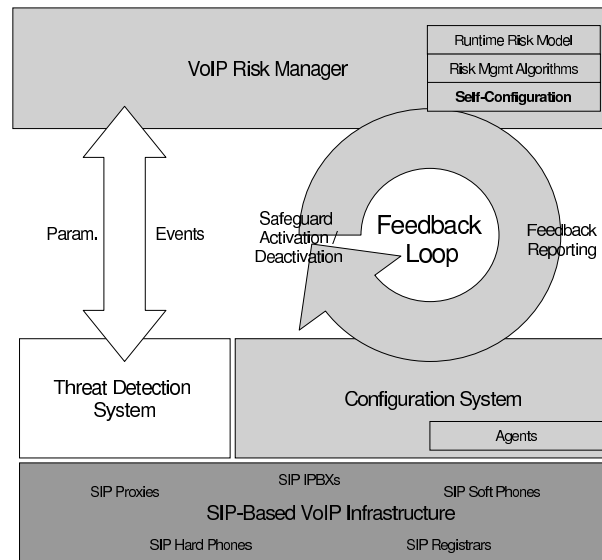 Runtime Risk Model
VoIP Risk Manager
Risk Mgmt Algorithms
Self-Configuration
Param.
Events
Safeguard
Activation /
Deactivation
Feedback
Loop
Feedback
Reporting
Threat Detection
System
Configuration System
Agents
SIP Proxies
SIP IPBXs
SIP Soft Phones
SIP-Based VoIP Infrastructure
SIP Hard Phones
SIP Registrars